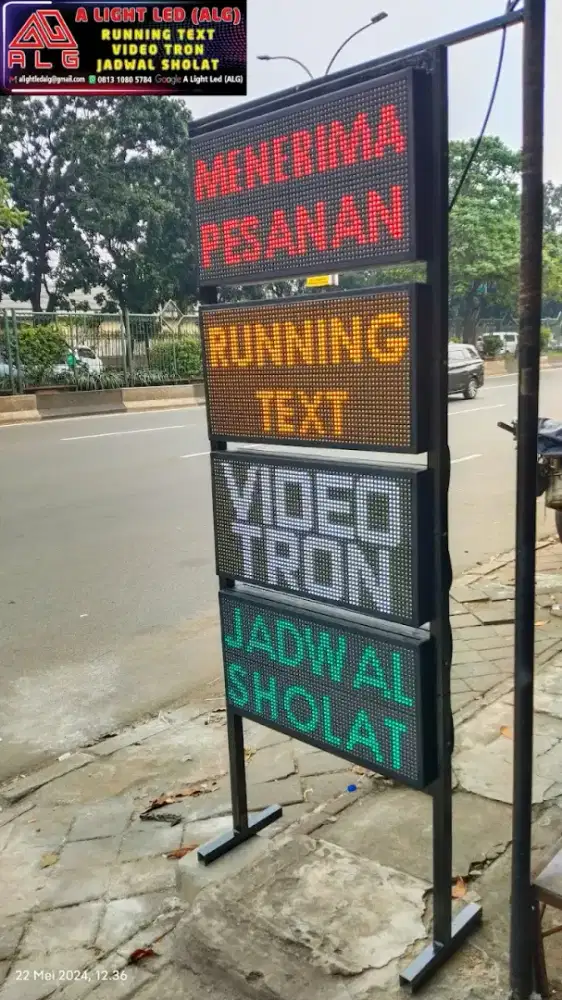 A LIGHT LED (ALG)
RUNNING TEXT
VIDEO TRON
JADWAL SHOLAT
ALG
alightledalg@gmail.com 0813 1080 5784 Google A Light Led (ALG)
MENERIMA
PESANAN
RUNNING
TEXT
VIDEO
TRON
JADWAL
SHOLAT
22 Mei 2024, 12.36